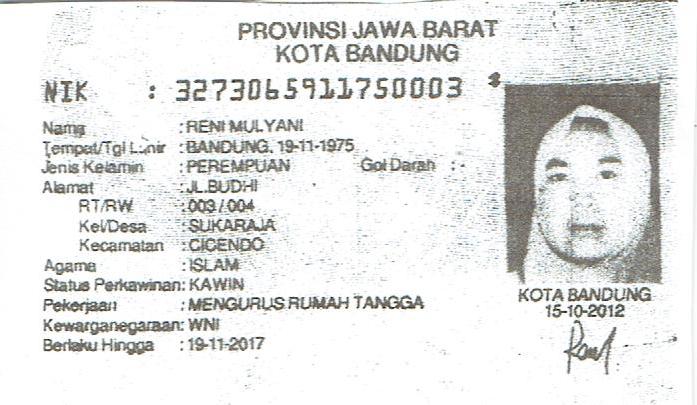 PROVINSI JAWA BARAT
KOTA BANDUNG
NIK : 3273065911750003
Nama : RENI MULYANI
Tempat/Tgl Lahir : BANDUNG, 19-11-1975
Jenis Kelamin : PEREMPUAN Gol Darah : -
Alamat : JL.BUDHI
RT/RW : 003 / 004
Kel/Desa : SUKARAJA
Kecamatan : CICENDO
Agama : ISLAM
Status Perkawinan: KAWIN
Pekerjaan : MENGURUS RUMAH TANGGA
Kewarganegaraan: WNI
Berlaku Hingga : 19-11-2017
KOTA BANDUNG
15-10-2012